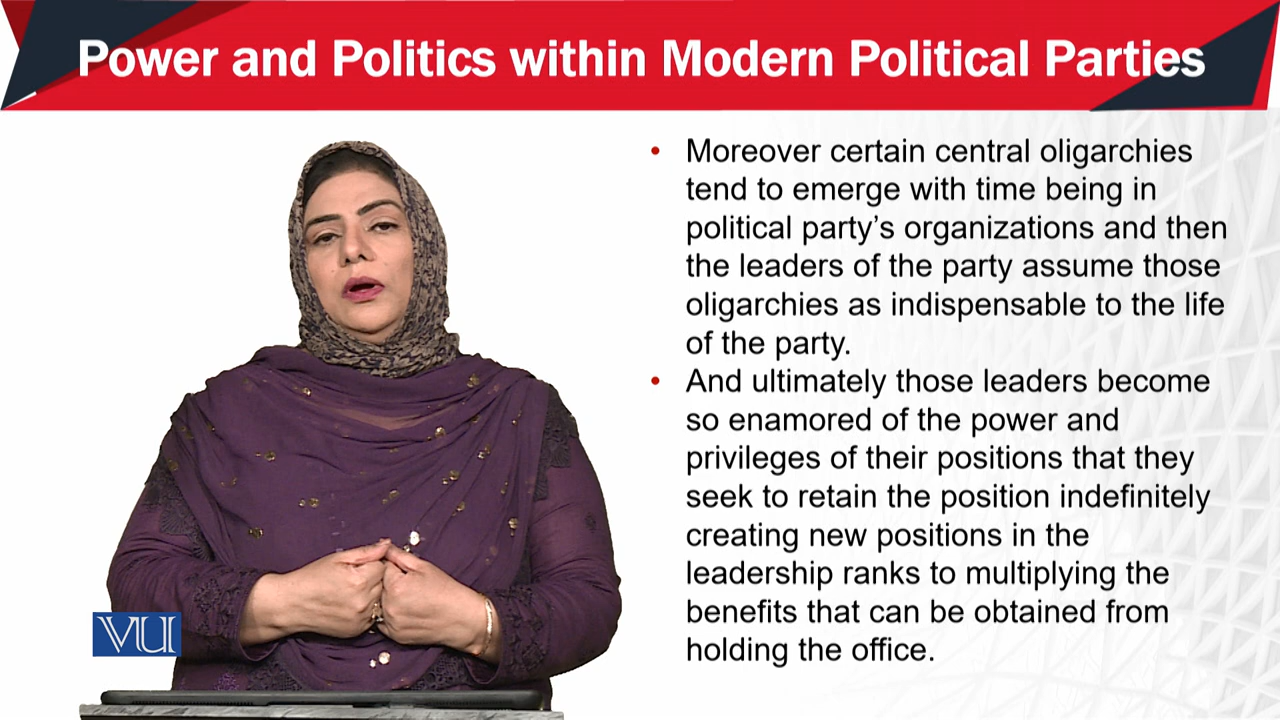 Power and Politics within Modern Political Parties
• Moreover certain central oligarchies
tend to emerge with time being in
political party’s organizations and then
the leaders of the party assume those
oligarchies as indispensable to the life
of the party.
• And ultimately those leaders become
so enamored of the power and
privileges of their positions that they
seek to retain the position indefinitely
creating new positions in the
leadership ranks to multiplying the
benefits that can be obtained from
holding the office.
VU